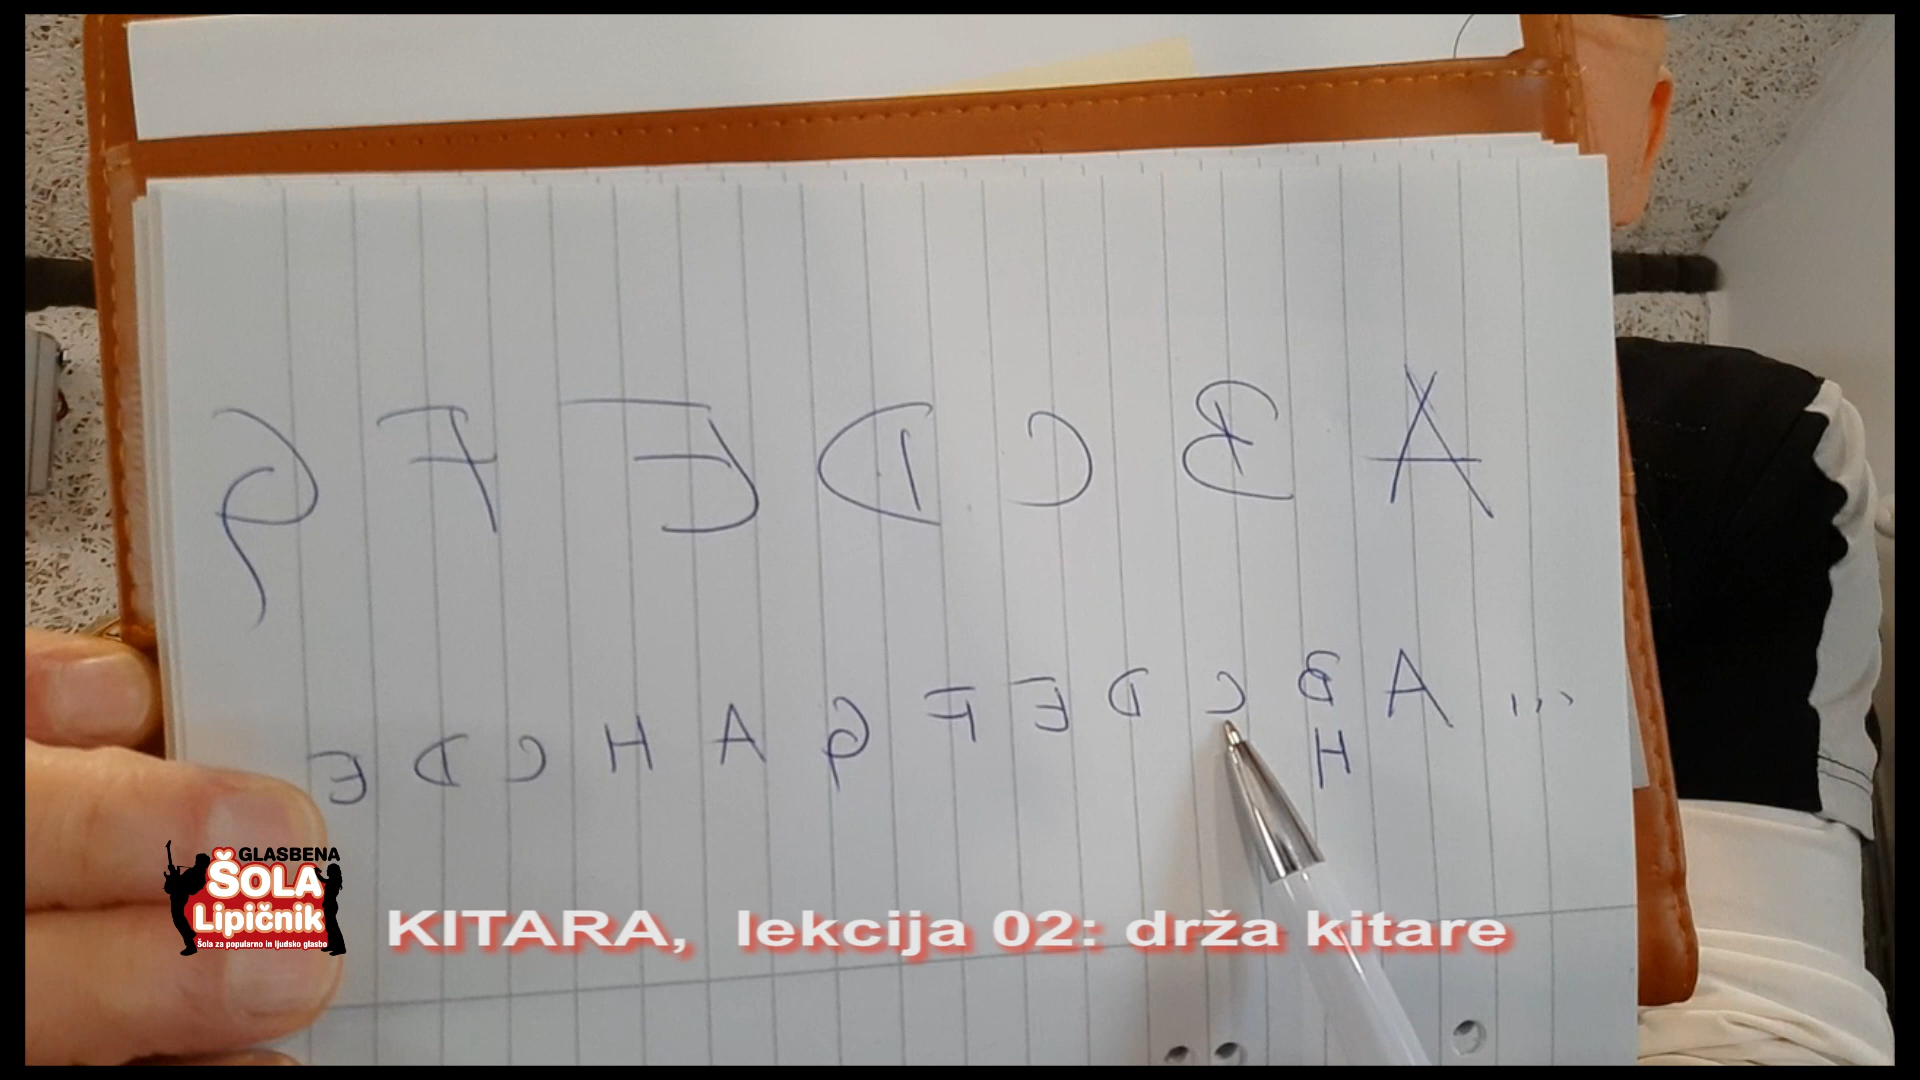 A B C D E F G
... A B C D E F G A H C D E
H
GLASBENA
ŠOLA
Lipičnik
Šola za popularno in ljudsko glasbo
KITARA, lekcija 02: drža kitare